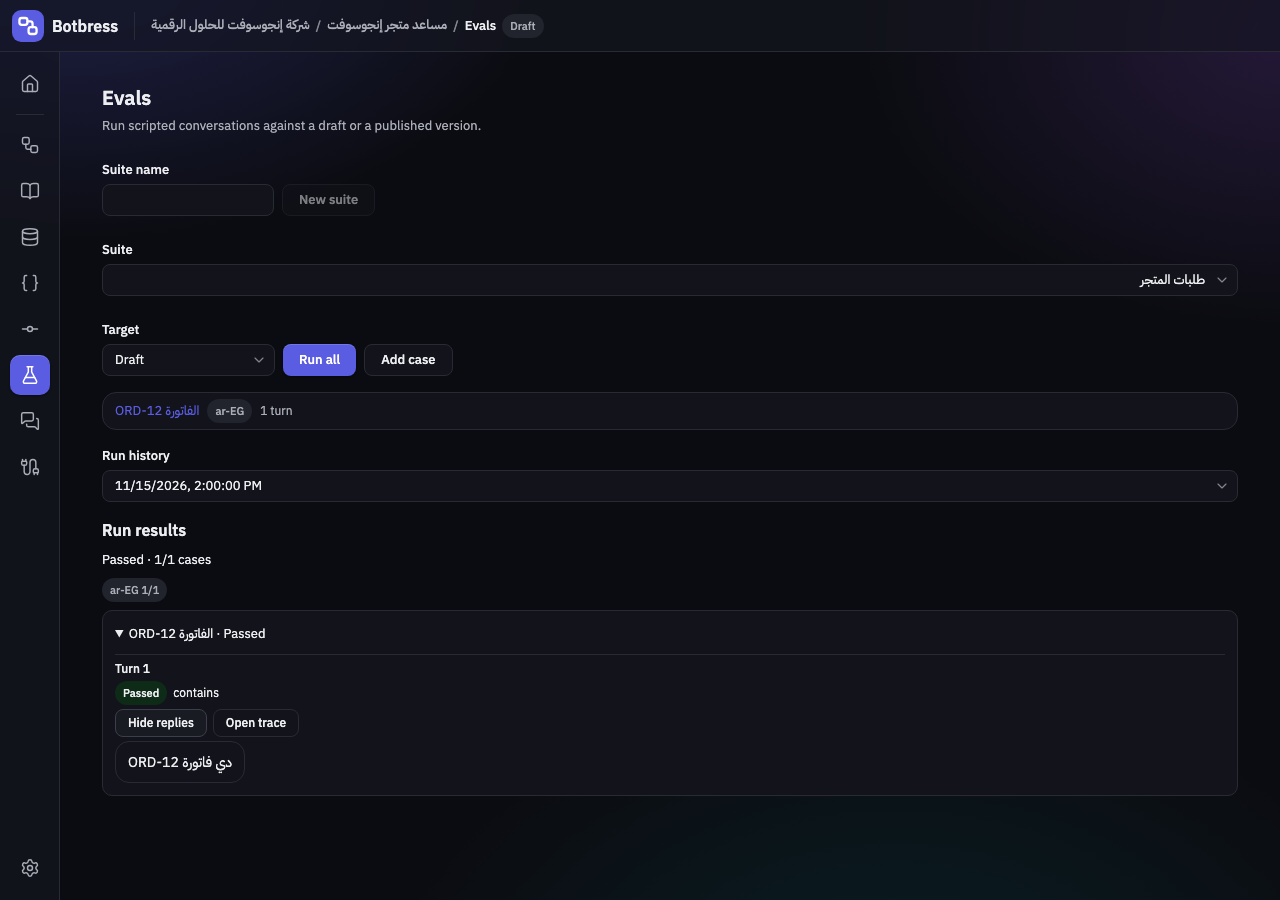 Botbress
شركة إنجوسوفت للحلول الرقمية / مساعد متجر إنجوسوفت / Evals Draft
Evals
Run scripted conversations against a draft or a published version.
Suite name
New suite
Suite
طلبات المتجر
Target
Draft Run all Add case
الفاتورة ORD-12 ar-EG 1 turn
Run history
11/15/2026, 2:00:00 PM
Run results
Passed · 1/1 cases
ar-EG 1/1
الفاتورة ORD-12 · Passed
Turn 1
Passed contains
Hide replies Open trace
دي فاتورة ORD-12